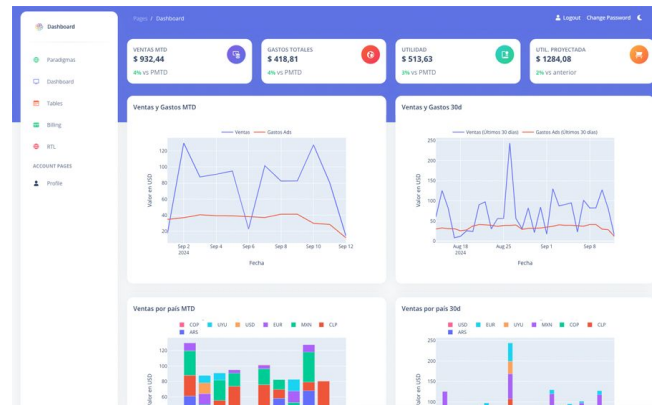 Dashboard
Pages / Dashboard
Logout Change Password
Paradigmas
Dashboard
Tables
Billing
RTL
ACCOUNT PAGES
Profile
VENTAS MTD
$ 932,44
vs PMTD
GASTOS TOTALES
$ 418,81
4% vs PMTD
UTILIDAD
$ 513,63
vs PMTD
UTIL. PROYECTADA
$ 1284,08
2% vs anterior
Ventas y Gastos MTD
Ventas Gastos Ads
120
100
80
60
40
20
Valor en USD
Sep 2 Sep 4 Sep 6 Sep 8 Sep 10 Sep 12
2024
Fecha
Ventas y Gastos 30d
Ventas (Últimos 30 días) Gastos Ads (Últimos 30 días)
250
200
150
100
50
0
Valor en USD
Aug 18 Aug 25 Sep 1 Sep 8
2024
Fecha
Ventas por país MTD
COP UYU USD EUR MXN CLP
ARS
120
100
80
60
Valor en USD
Ventas por país 30d
USD EUR UYU MXN COP CLP
ARS
250
200
150
100
Valor en USD